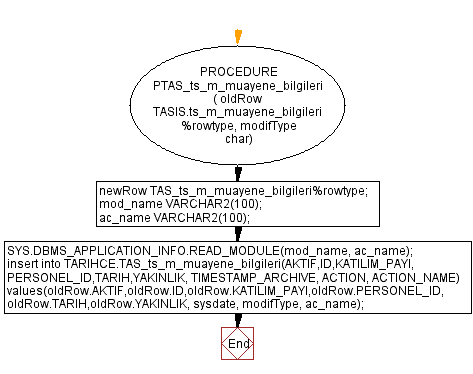 PROCEDURE
PTAS_ts_m_muayene_bilgileri
( oldRow
TASIS.ts_m_muayene_bilgileri
%rowtype, modifType
char)
newRow TAS_ts_m_muayene_bilgileri%rowtype;
mod_name VARCHAR2(100);
ac_name VARCHAR2(100);
SYS.DBMS_APPLICATION_INFO.READ_MODULE(mod_name, ac_name);
insert into TARIHCE.TAS_ts_m_muayene_bilgileri(AKTIF,ID,KATILIM_PAYI,
PERSONEL_ID,TARIH,YAKINLIK, TIMESTAMP_ARCHIVE, ACTION, ACTION_NAME)
values(oldRow.AKTIF,oldRow.ID,oldRow.KATILIM_PAYI,oldRow.PERSONEL_ID,
oldRow.TARIH,oldRow.YAKINLIK, sysdate, modifType, ac_name);
End